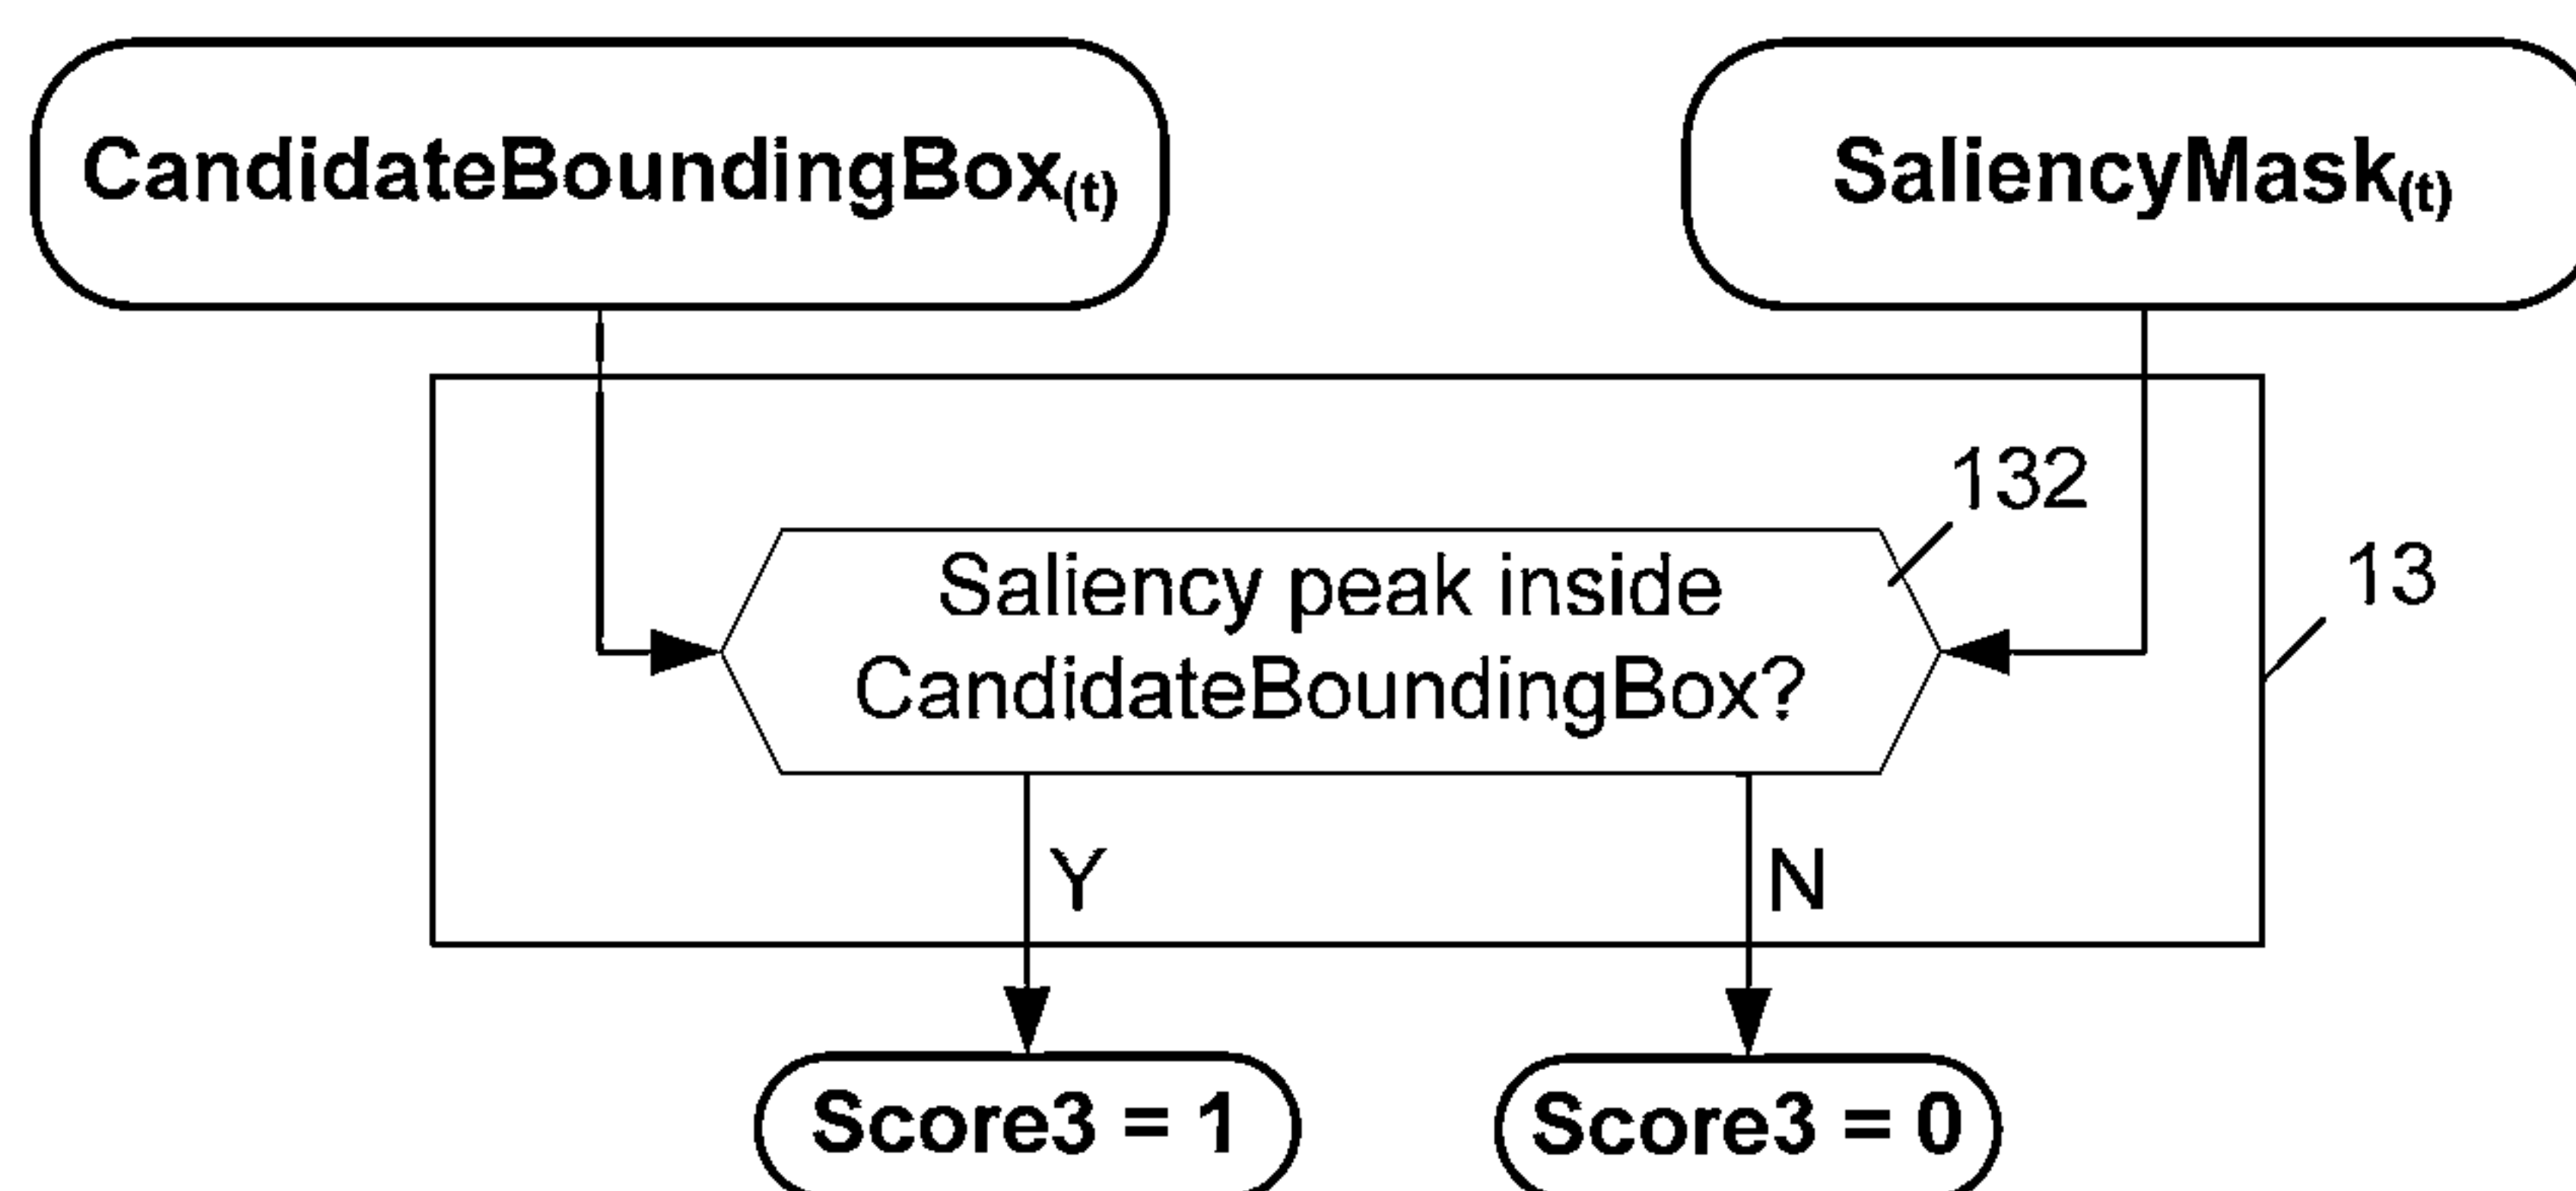 CandidateBoundingBox(t)
SaliencyMask(t)
132
13
Saliency peak inside
CandidateBoundingBox?
Y
N
Score3 = 1
Score3 = 0